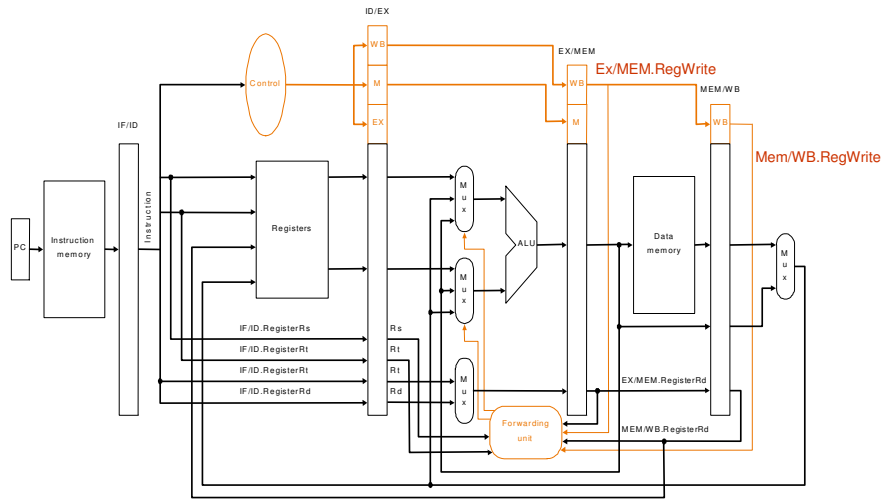 ID/EX
WB
EX/MEM
Ex/MEM.RegWrite
Control
M
WB
MEM/WB
EX
M
WB
IF/ID
Mem/WB.RegWrite
PC
Instruction
memory
Instruction
Registers
M
u
x
ALU
M
u
x
Data
memory
M
u
x
IF/ID.RegisterRs
Rs
IF/ID.RegisterRt
Rt
IF/ID.RegisterRt
Rt
IF/ID.RegisterRd
Rd
M
u
x
EX/MEM.RegisterRd
Forwarding
unit
MEM/WB.RegisterRd